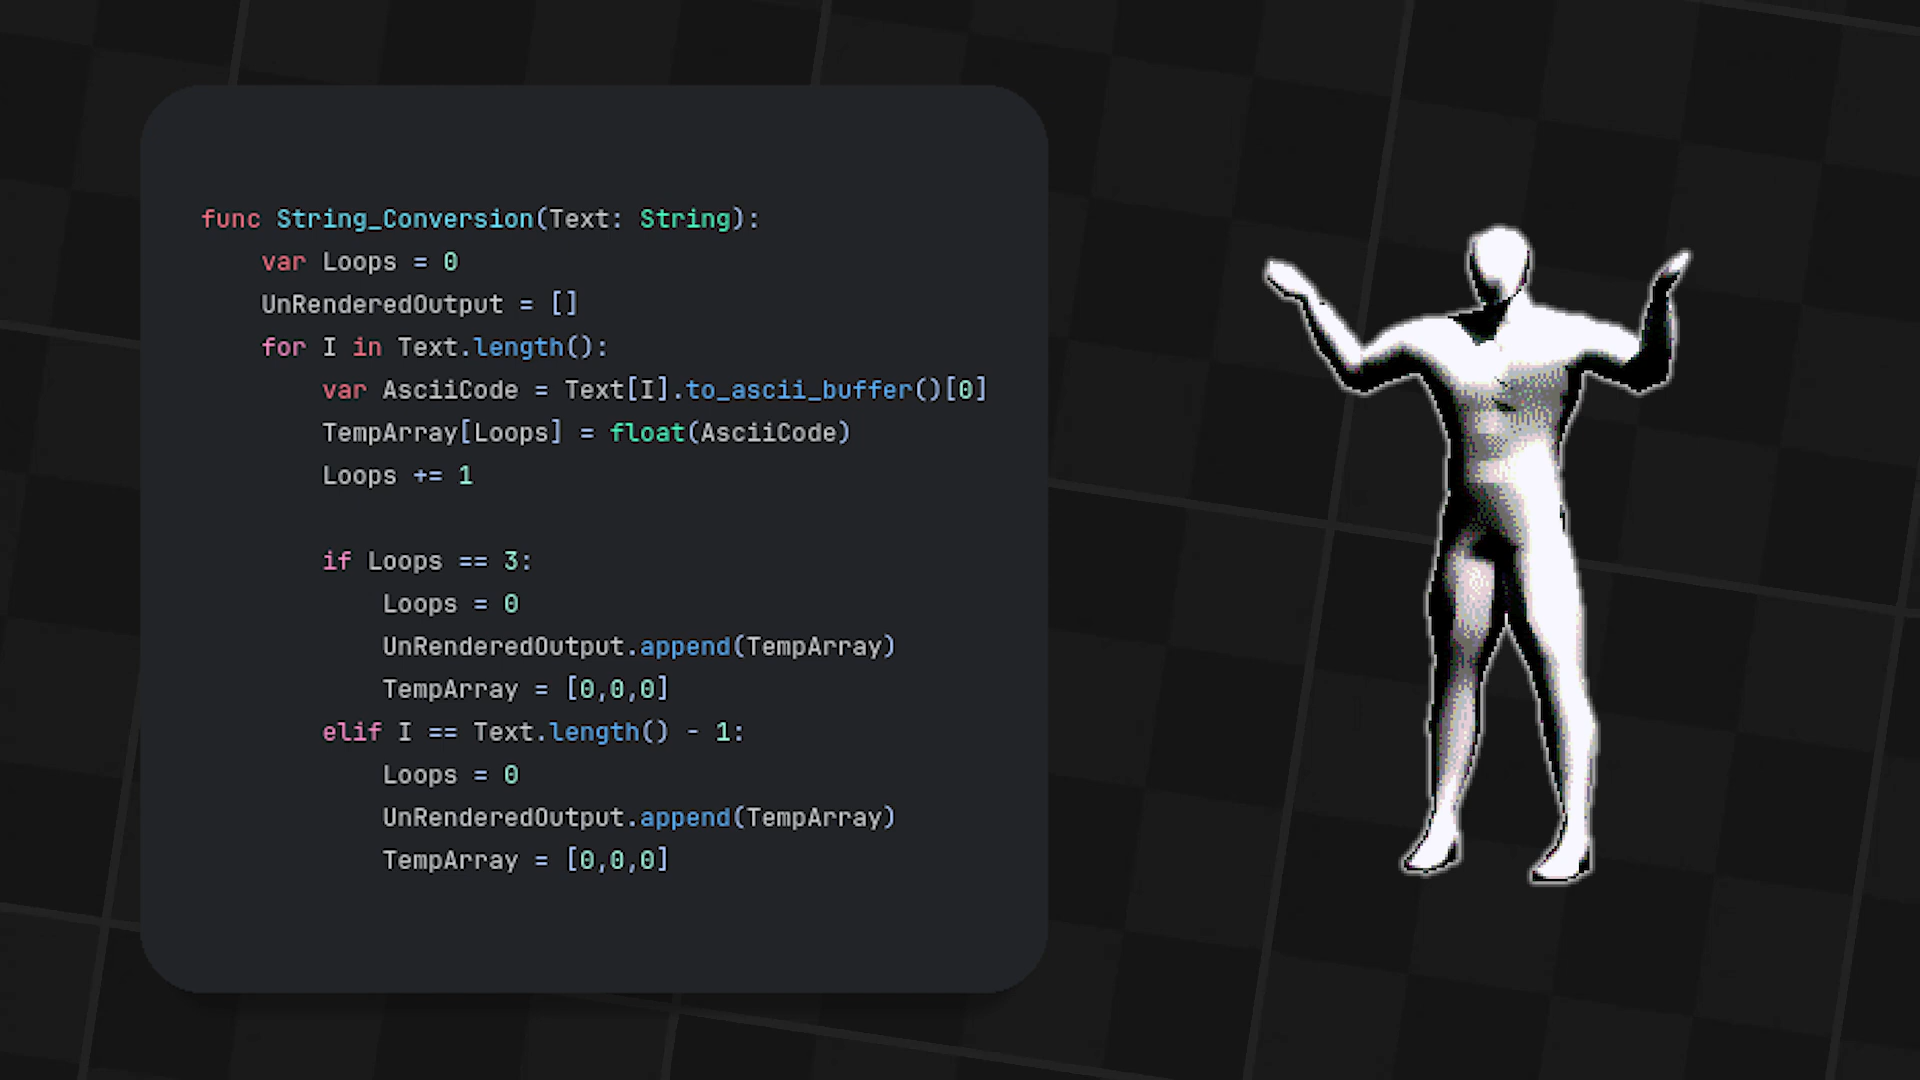 func String_Conversion(Text: String):
    var Loops = 0
    UnRenderedOutput = []
    for I in Text.length():
        var AsciiCode = Text[I].to_ascii_buffer()[0]
        TempArray[Loops] = float(AsciiCode)
        Loops += 1

        if Loops == 3:
            Loops = 0
            UnRenderedOutput.append(TempArray)
            TempArray = [0,0,0]
        elif I == Text.length() - 1:
            Loops = 0
            UnRenderedOutput.append(TempArray)
            TempArray = [0,0,0]